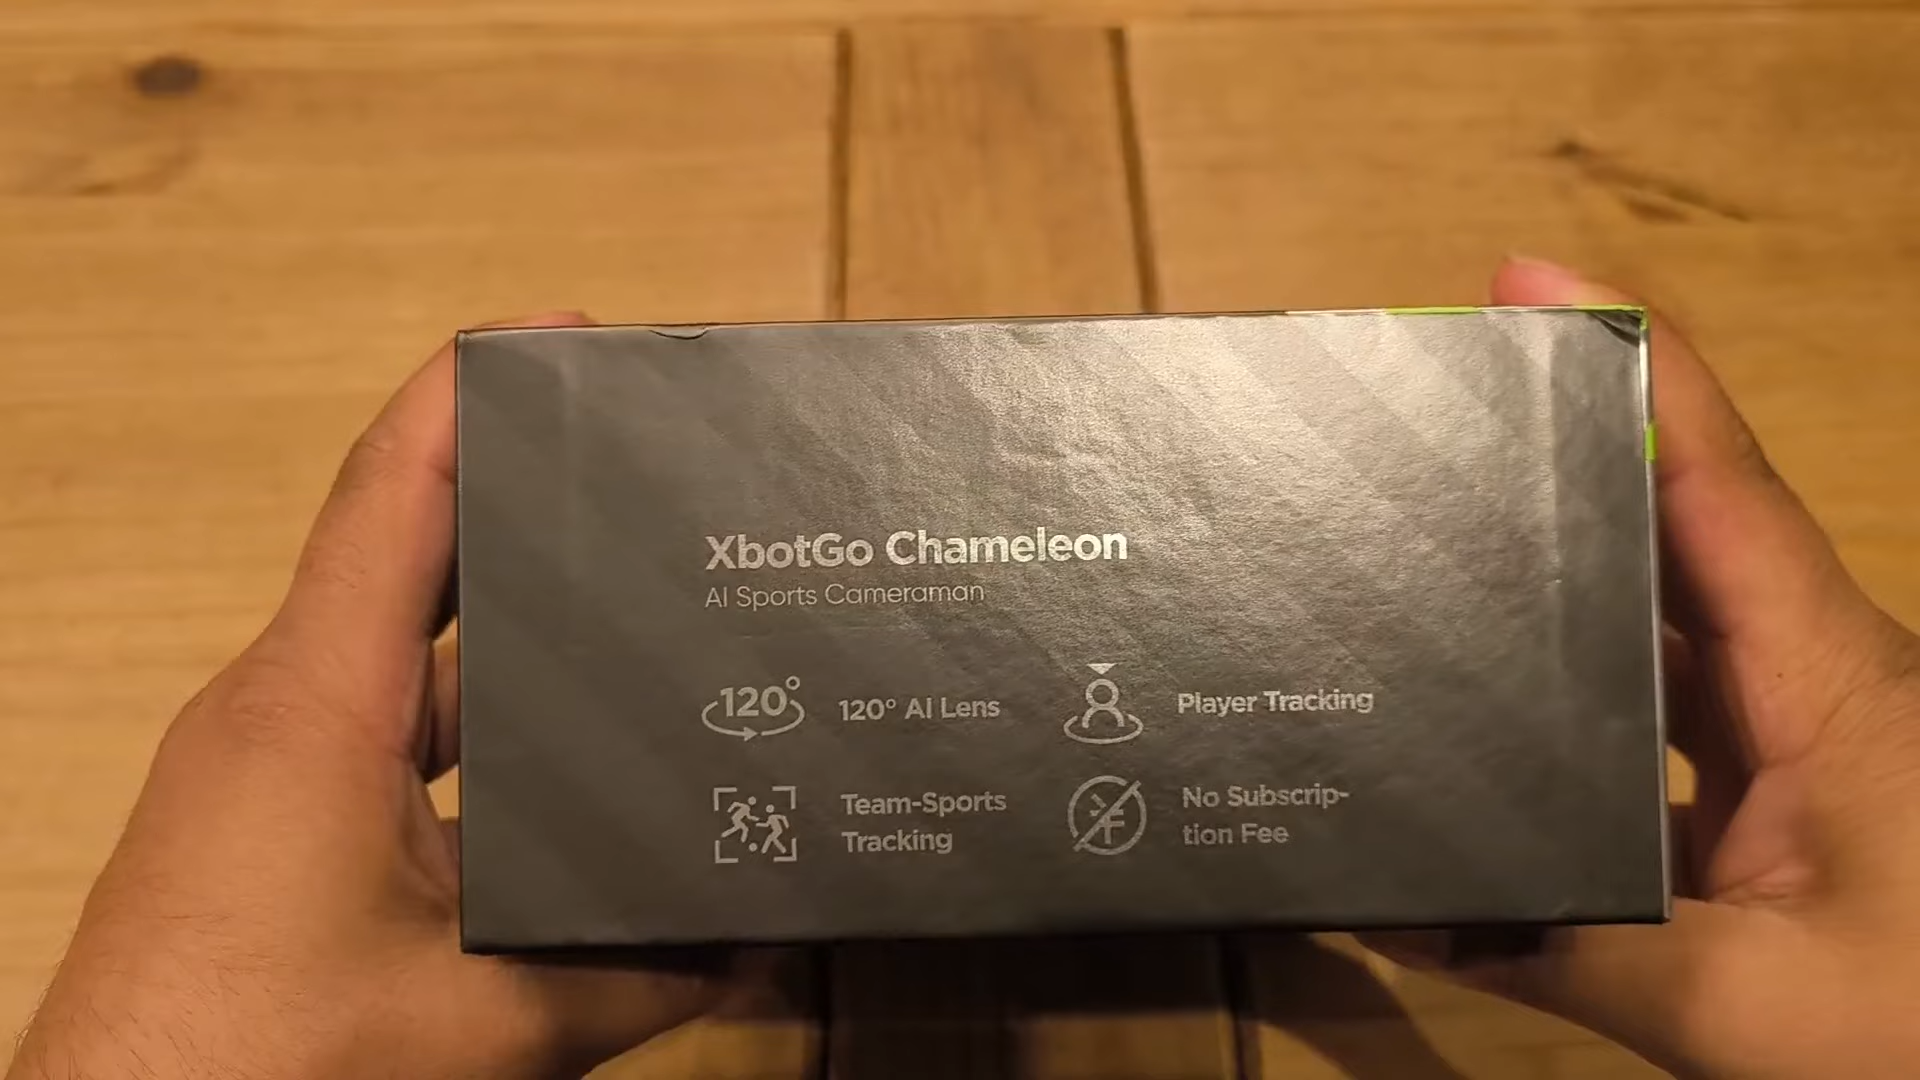 XbotGo Chameleon
AI Sports Cameraman
120°
120° AI Lens
Player Tracking
Team-Sports
Tracking
No Subscrip-
tion Fee